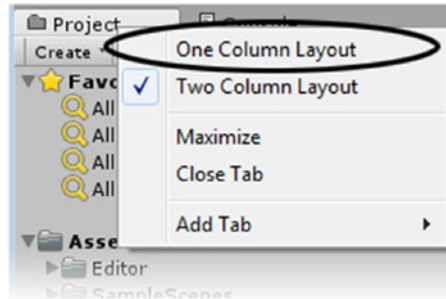 Project
Create
One Column Layout
Favo
Two Column Layout
All
All
Maximize
All
Close Tab
All
Add Tab
Asse
Editor
SampleScenes